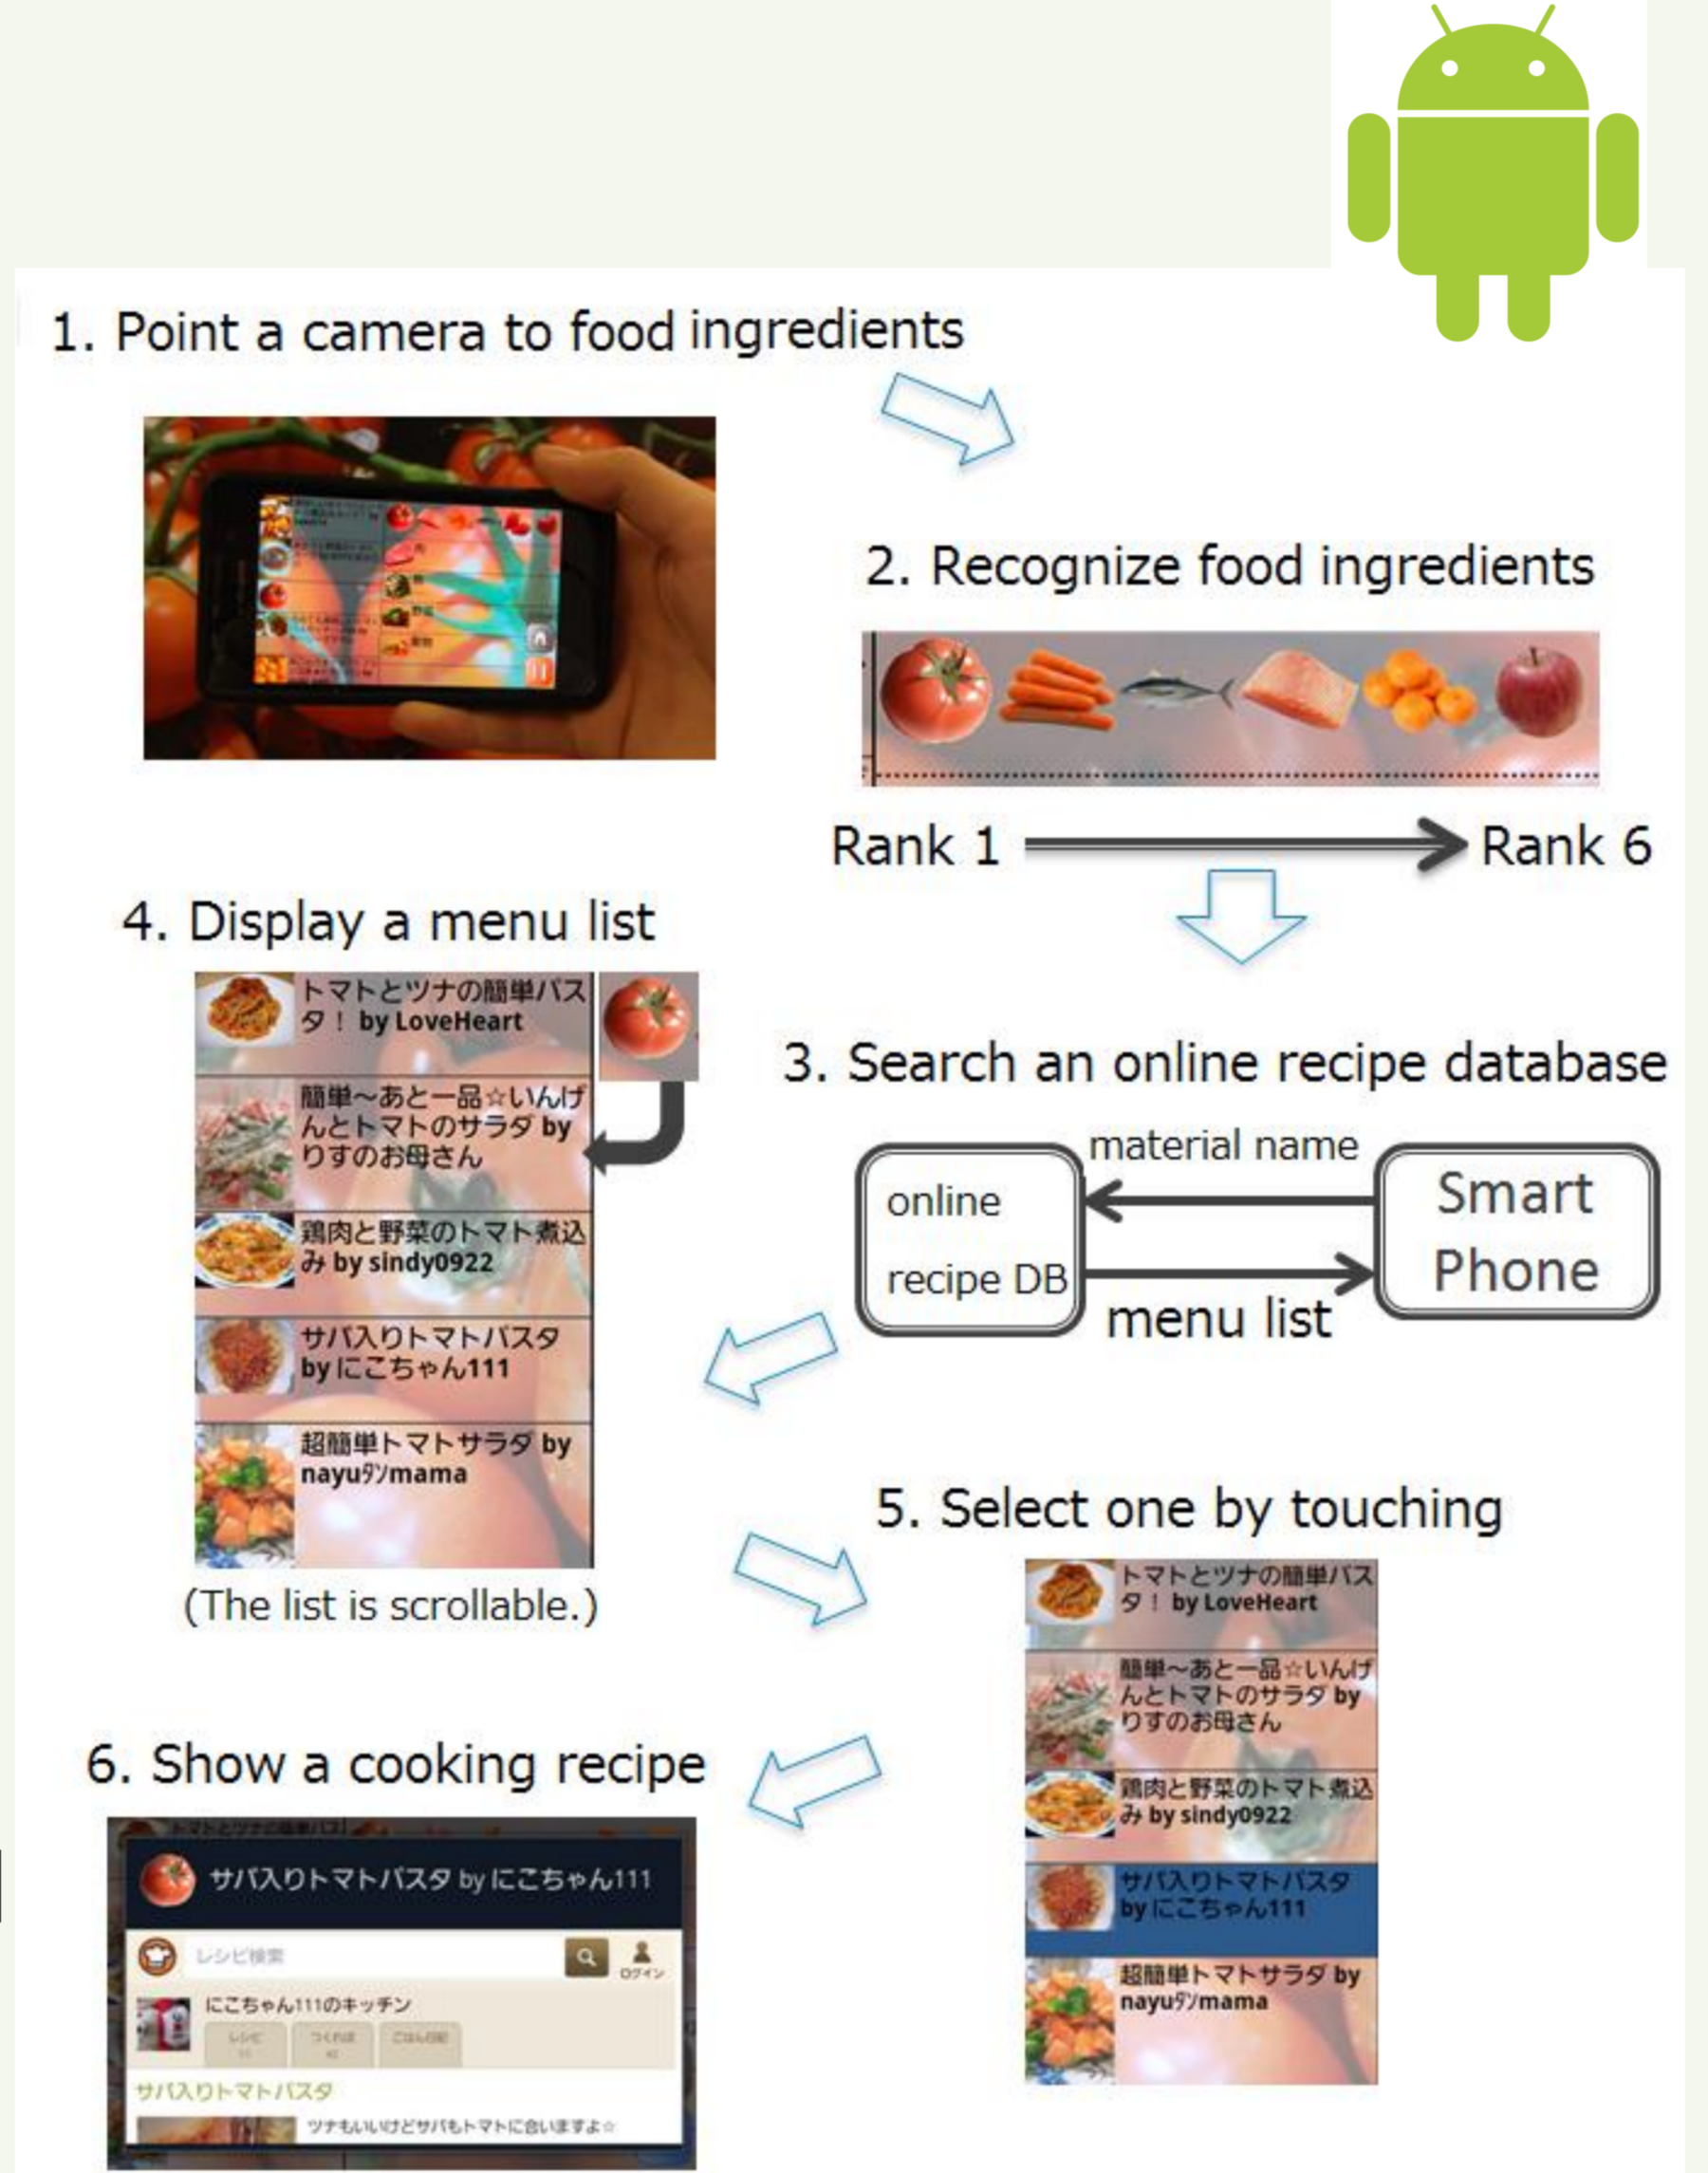 1. Point a camera to food ingredients
2. Recognize food ingredients
Rank 1
Rank 6
3. Search an online recipe database
material name
online
recipe DB
Smart
Phone
menu list
4. Display a menu list
トマトとツナの簡単パス
タ！ by LoveHeart
簡単～あと一品☆いんげ
んとトマトのサラダ by
りすのお母さん
鶏肉と野菜のトマト煮込
み by sindy0922
サバ入りトマトパスタ
by にこちゃん111
超簡単トマトサラダ by
nayuタンmama
(The list is scrollable.)
5. Select one by touching
トマトとツナの簡単パス
タ！ by LoveHeart
簡単～あと一品☆いんげ
んとトマトのサラダ by
りすのお母さん
鶏肉と野菜のトマト煮込
み by sindy0922
サバ入りトマトパスタ
by にこちゃん111
超簡単トマトサラダ by
nayuタンmama
6. Show a cooking recipe
サバ入りトマトパスタ by にこちゃん111
レシピ検索
ログイン
にこちゃん111のキッチン
レシピ
つくれぽ
ごはん日記
サバ入りトマトパスタ
ツナもいいけどサバもトマトに合いますよ☆